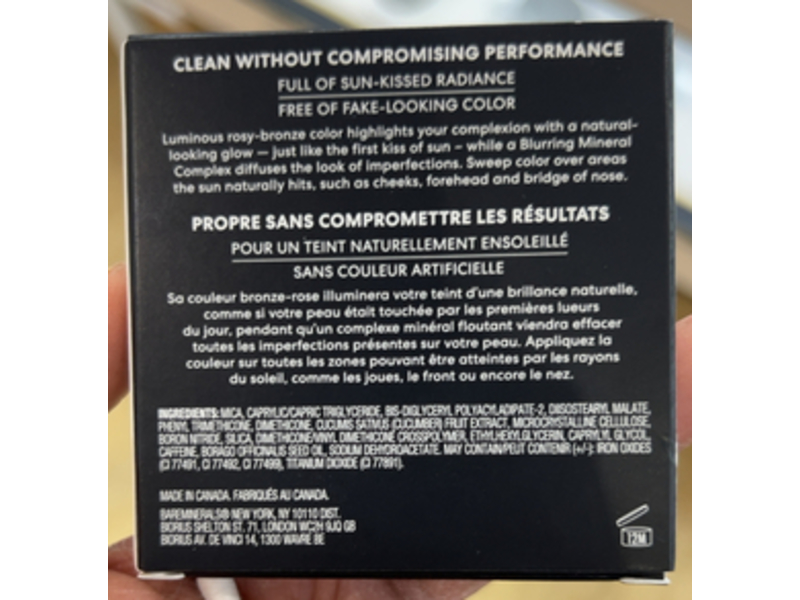 CLEAN WITHOUT COMPROMISING PERFORMANCE
FULL OF SUN-KISSED RADIANCE
FREE OF FAKE-LOOKING COLOR
Luminous rosy-bronze color highlights your complexion with a natural-
looking glow — just like the first kiss of sun – while a Blurring Mineral
Complex diffuses the look of imperfections. Sweep color over areas
the sun naturally hits, such as cheeks, forehead and bridge of nose.
PROPRE SANS COMPROMETTRE LES RÉSULTATS
POUR UN TEINT NATURELLEMENT ENSOLEILLÉ
SANS COULEUR ARTIFICIELLE
Sa couleur bronze-rose illuminera votre teint d'une brillance naturelle,
comme si votre peau était touchée par les premières lueurs
du jour, pendant qu'un complexe minéral floutant viendra effacer
toutes les imperfections présentes sur votre peau. Appliquez la
couleur sur toutes les zones pouvant être atteintes par les rayons
du soleil, comme les joues, le front ou encore le nez.
INGREDIENTS: MICA, CAPRYLIC/CAPRIC TRIGLYCERIDE, BIS-DIGLYCERYL POLYACYLADIPATE-2, DIISOSTEARYL MALATE,
PHENYL TRIMETHICONE, DIMETHICONE, CUCUMIS SATIVUS (CUCUMBER) FRUIT EXTRACT, MICROCRYSTALLINE CELLULOSE,
BORON NITRIDE, SILICA, DIMETHICONE/VINYL DIMETHICONE CROSSPOLYMER, ETHYLHEXYLGLYCERIN, CAPRYLYL GLYCOL,
CAFFEINE, BORAGO OFFICINALIS SEED OIL, SODIUM DEHYDROACETATE. MAY CONTAIN/PEUT CONTENIR (+/-): IRON OXIDES
(CI 77491, CI 77492, CI 77499), TITANIUM DIOXIDE (CI 77891).
MADE IN CANADA. FABRIQUÉS AU CANADA.
BAREMINERALS® NEW YORK, NY 10110 DIST.
BIORIUS SHELTON ST. 71, LONDON WC2H 9JQ GB
BIORIUS AV. DE VINCI 14, 1300 WAVRE BE
12M